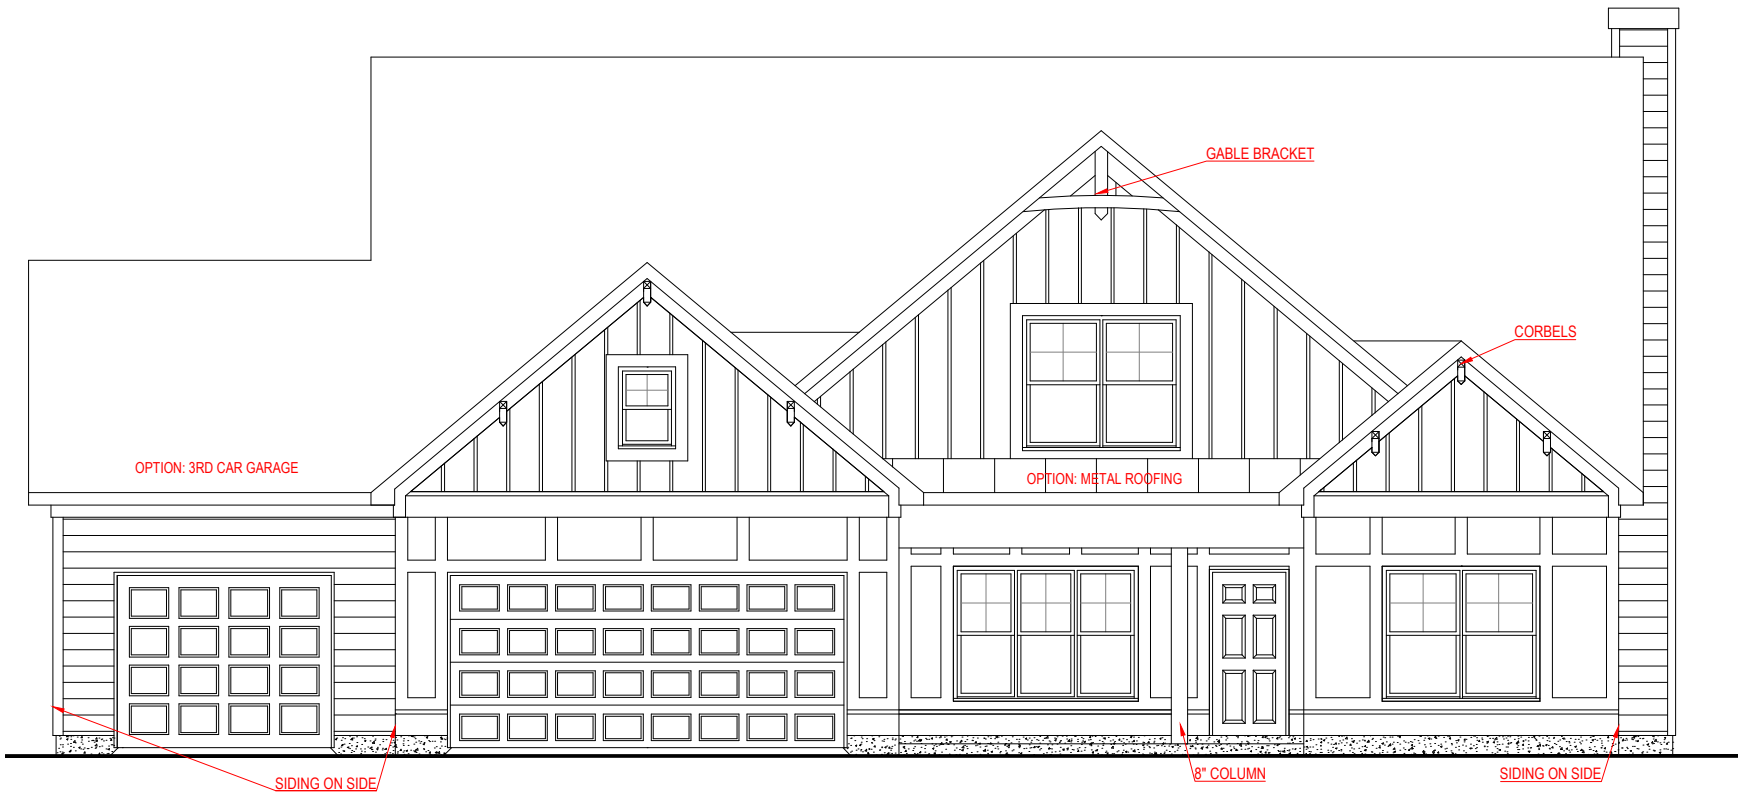 GABLE BRACKET
CORBELS
OPTION: 3RD CAR GARAGE
OPTION: METAL ROOFING
SIDING ON SIDE
8" COLUMN
SIDING ON SIDE